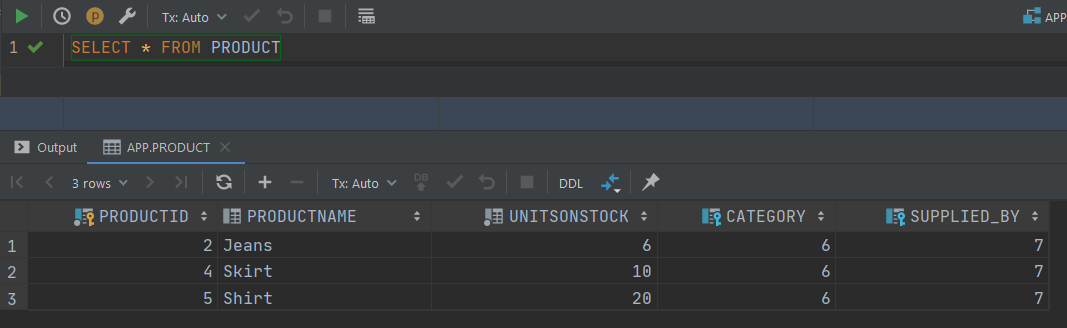 Tx: Auto APP
1 SELECT * FROM PRODUCT
Output APP.PRODUCT
3 rows Tx: Auto DB DDL
PRODUCTID PRODUCTNAME UNITSONSTOCK CATEGORY SUPPLIED_BY
1 2 Jeans 6 6 7
2 4 Skirt 10 6 7
3 5 Shirt 20 6 7